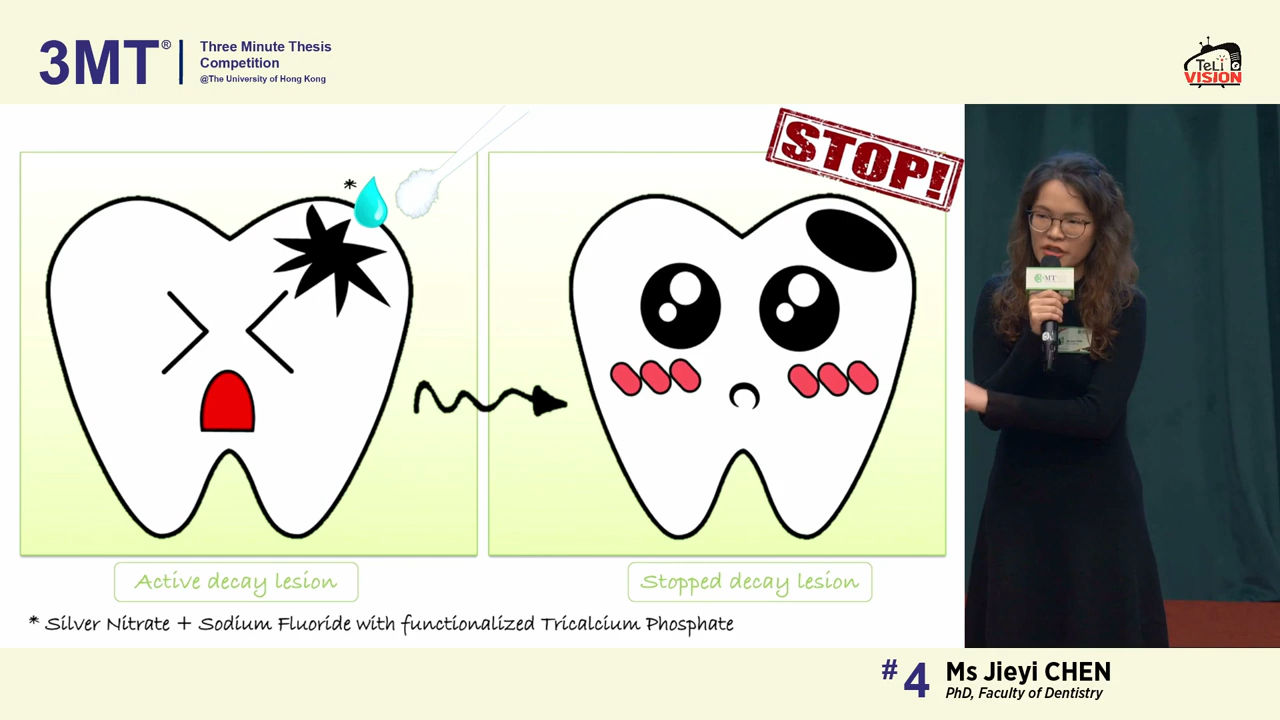 3MT®
Three Minute Thesis
Competition
@The University of Hong Kong
TeLi
VISION
STOP!
*
Active decay lesion
Stopped decay lesion
* Silver Nitrate + Sodium Fluoride with functionalized Tricalcium Phosphate
#4
Ms Jieyi CHEN
PhD, Faculty of Dentistry